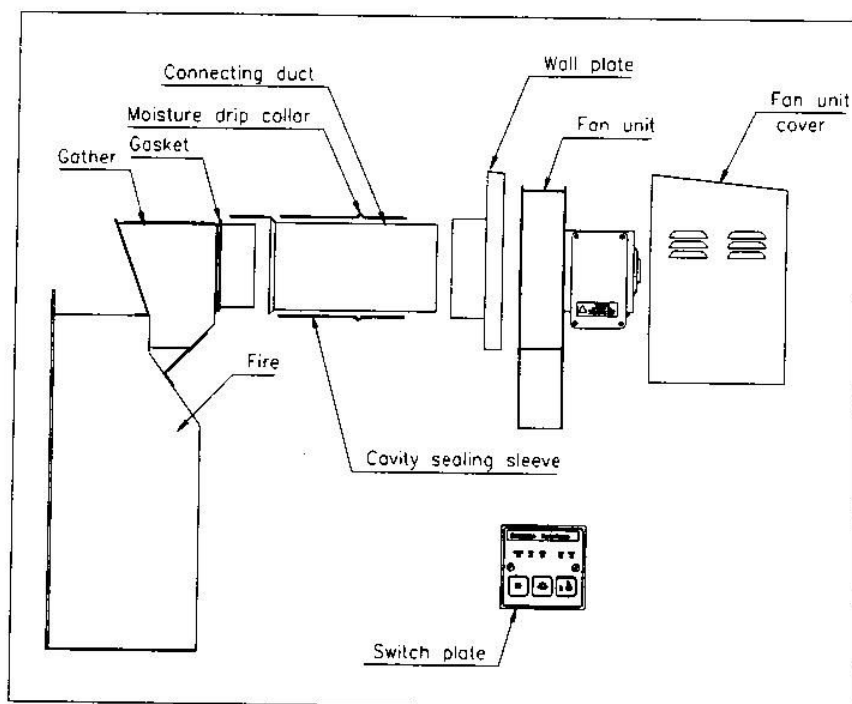 Wall plate
Connecting duct
Fan unit
cover
Moisture drip collar
Fan unit
Gasket
Gather
Fire
Cavity sealing sleeve
Switch plate